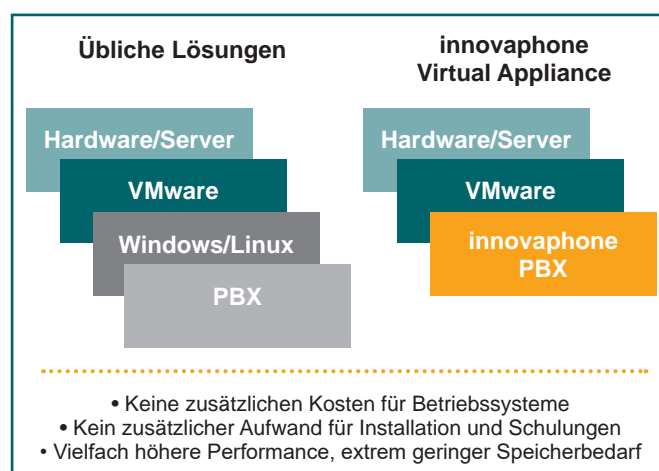 Übliche Lösungen
Hardware/Server
VMware
Windows/Linux
PBX
innovaphone
Virtual Appliance
Hardware/Server
VMware
innovaphone
PBX
• Keine zusätzlichen Kosten für Betriebssysteme
• Kein zusätzlicher Aufwand für Installation und Schulungen
• Vielfach höhere Performance, extrem geringer Speicherbedarf